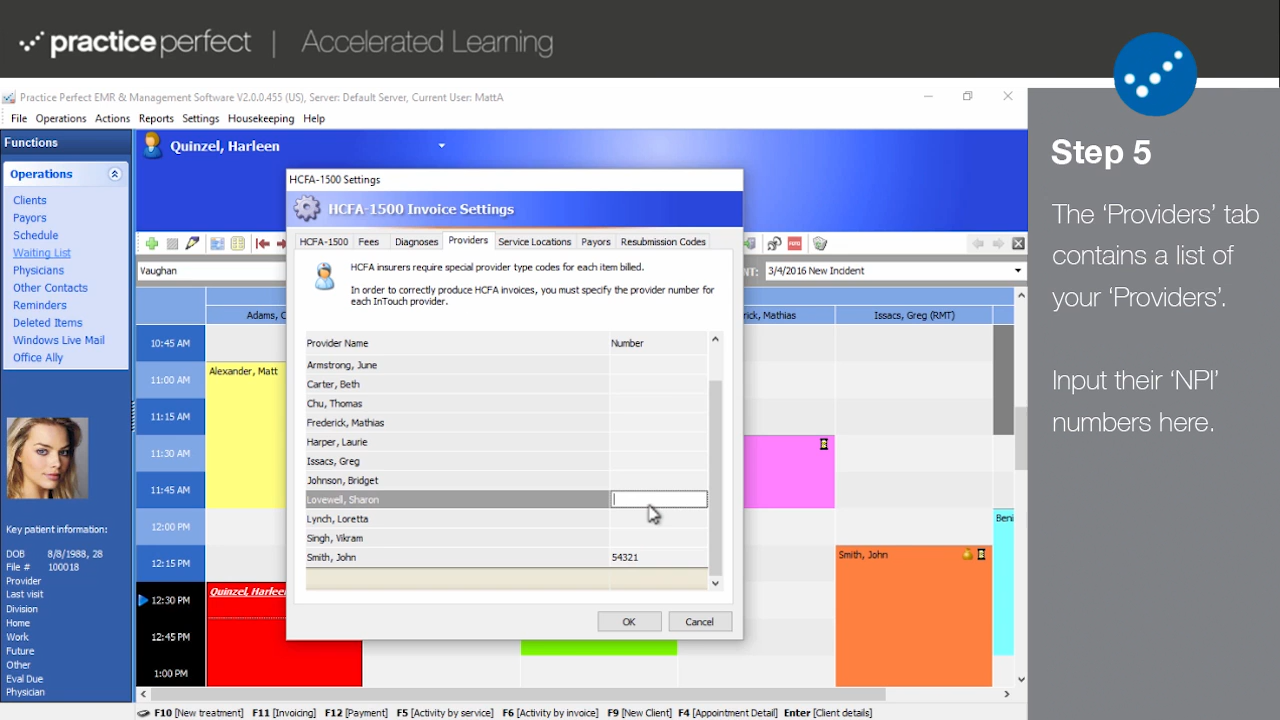 practiceperfect | Accelerated Learning
Practice Perfect EMR & Management Software V2.0.0.455 (US), Server: Default Server, Current User: MattA
File Operations Actions Reports Settings Housekeeping Help
Functions
Operations
Clients
Payors
Schedule
Waiting List
Physicians
Other Contacts
Reminders
Deleted Items
Windows Live Mail
Office Ally
Key patient information:
DOB 8/8/1988, 28
File # 100018
Provider
Last visit
Division
Home
Work
Future
Other
Eval Due
Physician
Quinzel, Harleen
Vaughan
NT: 3/4/2016 New Incident
Adams, C
rick, Mathias
Issacs, Greg (RMT)
10:45 AM
11:00 AM
11:15 AM
11:30 AM
11:45 AM
12:00 PM
12:15 PM
12:30 PM
12:45 PM
1:00 PM
Alexander, Matt
Quinzel, Harleen
Smith, John
Beni
HCFA-1500 Settings
HCFA-1500 Invoice Settings
HCFA-1500 Fees Diagnoses Providers Service Locations Payors Resubmission Codes
HCFA insurers require special provider type codes for each item billed.
In order to correctly produce HCFA invoices, you must specify the provider number for
each InTouch provider.
Provider Name Number
Armstrong, June
Carter, Beth
Chu, Thomas
Frederick, Mathias
Harper, Laurie
Issacs, Greg
Johnson, Bridget
Lovewell, Sharon
Lynch, Loretta
Singh, Vikram
Smith, John 54321
OK Cancel
F10 [New treatment] F11 [Invoicing] F12 [Payment] F5 [Activity by service] F6 [Activity by invoice] F9 [New Client] F4 [Appointment Detail] Enter [Client details]
Step 5
The ‘Providers’ tab
contains a list of
your ‘Providers’.
Input their ‘NPI’
numbers here.